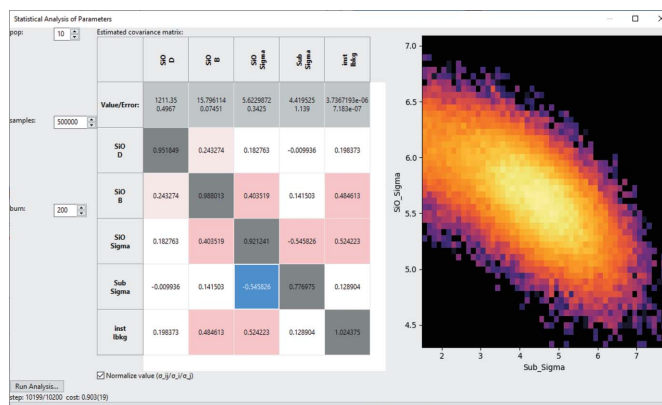 Statistical Analysis of Parameters
pop: 10
Estimated covariance matrix:
SiO D
SiO B
SiO Sigma
Sub Sigma
inst Ibkg
Value/Error: 1211.35 15.796114 5.6229872 4.419525 3.7367193e-06
0.4967 0.07451 0.3425 1.139 7.183e-07
samples: 500000
SiO D 0.951849 0.243274 0.182763 -0.009936 0.198373
SiO B 0.243274 0.988013 0.403519 0.141503 0.484613
burn: 200
SiO Sigma 0.182763 0.403519 0.921241 -0.545826 0.524223
Sub Sigma -0.009936 0.141503 -0.545826 0.776975 0.128904
inst Ibkg 0.198373 0.484613 0.524223 0.128904 1.024375
Normalize value (σ_ij/σ_i/σ_j)
Run Analysis...
step: 10199/10200 cost: 0.903(19)
7.0
6.5
6.0
5.5
5.0
4.5
SiO_Sigma
2 3 4 5 6 7
Sub_Sigma